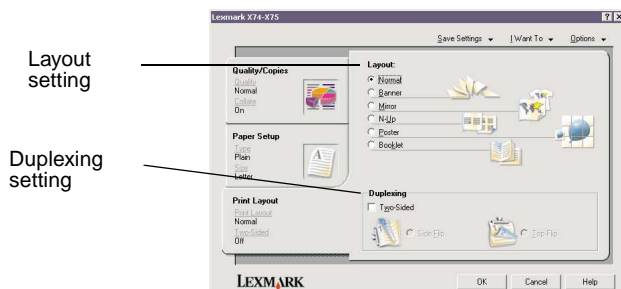 Lexmark X74-X75
Save Settings I Want To Options
Layout
setting
Layout:
Quality/Copies
Quality
Normal
Collate
On
Normal
Banner
Mirror
N-Up
Poster
Booklet
Paper Setup
Type
Plain
Size
Letter
Duplexing
setting
Print Layout
Print Layout
Normal
Two-Sided
Off
Duplexing
Two-Sided
Side Flip
Top Flip
LEXMARK
OK Cancel Help